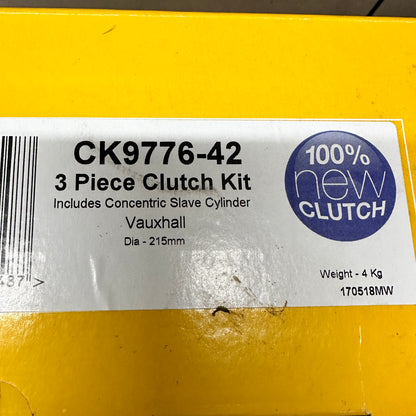 CK9776-42
3 Piece Clutch Kit
Includes Concentric Slave Cylinder
Vauxhall
Dia - 215mm
100%
new
CLUTCH
Weight - 4 Kg
170518MW